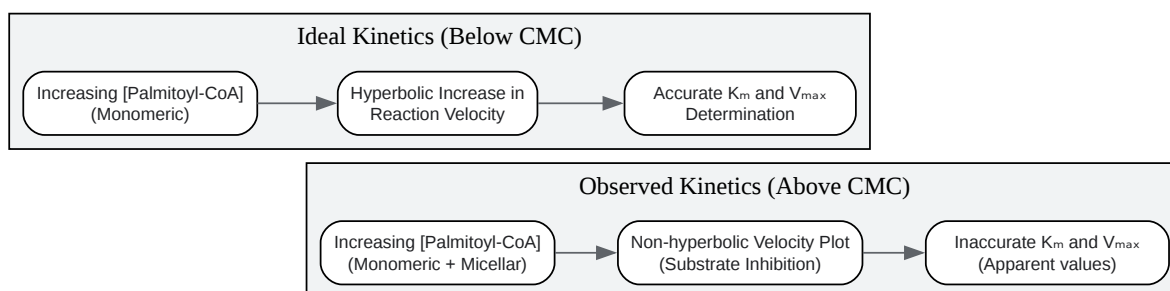 Ideal Kinetics (Below CMC)
Increasing [Palmitoyl-CoA]
(Monomeric)
Hyperbolic Increase in
Reaction Velocity
Accurate Kₘ and Vₘₐₓ
Determination
Observed Kinetics (Above CMC)
Increasing [Palmitoyl-CoA]
(Monomeric + Micellar)
Non-hyperbolic Velocity Plot
(Substrate Inhibition)
Inaccurate Kₘ and Vₘₐₓ
(Apparent values)